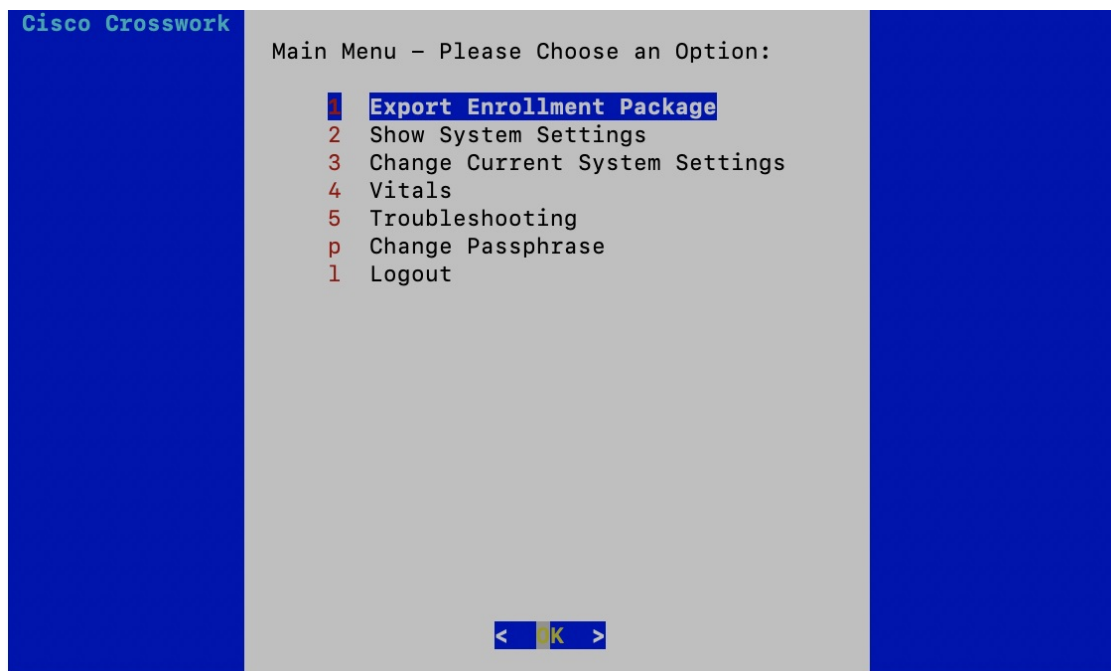 Cisco Crosswork
Main Menu – Please Choose an Option:
1 Export Enrollment Package
2 Show System Settings
3 Change Current System Settings
4 Vitals
5 Troubleshooting
p Change Passphrase
l Logout
< OK >